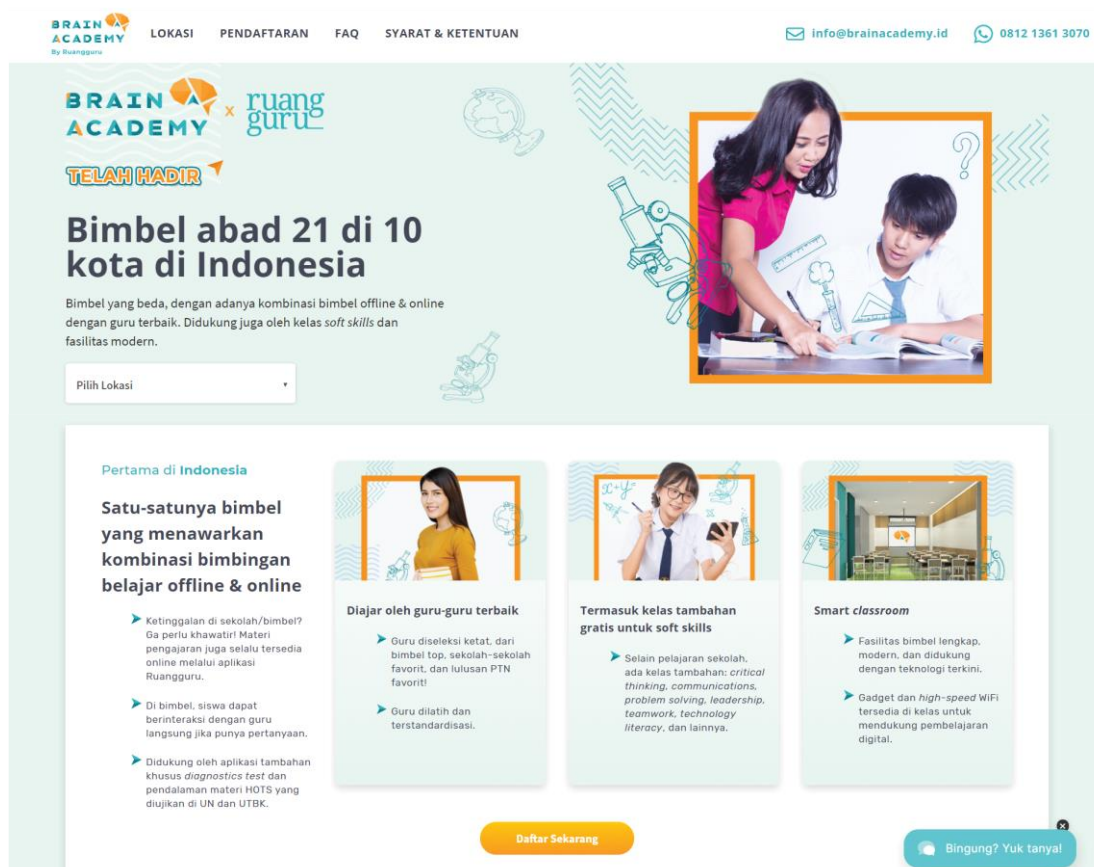 BRAIN
ACADEMY
By Ruangguru
LOKASI
PENDAFTARAN
FAQ
SYARAT & KETENTUAN
info@brainacademy.id
0812 1361 3070
BRAIN
ACADEMY
x
ruang
guru
TELAH HADIR
Bimbel abad 21 di 10
kota di Indonesia
Bimbel yang beda, dengan adanya kombinasi bimbel offline & online
dengan guru terbaik. Didukung juga oleh kelas soft skills dan
fasilitas modern.
Pilih Lokasi
Pertama di Indonesia
Satu-satunya bimbel
yang menawarkan
kombinasi bimbingan
belajar offline & online
Ketinggalan di sekolah/bimbel?
Ga perlu khawatir! Materi
pengajaran juga selalu tersedia
online melalui aplikasi
Ruangguru.
Di bimbel, siswa dapat
berinteraksi dengan guru
langsung jika punya pertanyaan.
Didukung oleh aplikasi tambahan
khusus diagnostics test dan
pendalaman materi HOTS yang
diujikan di UN dan UTBK.
Diajar oleh guru-guru terbaik
Guru diseleksi ketat, dari
bimbel top, sekolah-sekolah
favorit, dan lulusan PTN
favorit!
Guru dilatih dan
terstandardisasi.
x+y=
Termasuk kelas tambahan
gratis untuk soft skills
Selain pelajaran sekolah,
ada kelas tambahan: critical
thinking, communications,
problem solving, leadership,
teamwork, technology
literacy, dan lainnya.
Smart classroom
Fasilitas bimbel lengkap,
modern, dan didukung
dengan teknologi terkini.
Gadget dan high-speed WiFi
tersedia di kelas untuk
mendukung pembelajaran
digital.
Daftar Sekarang
Bingung? Yuk tanya!